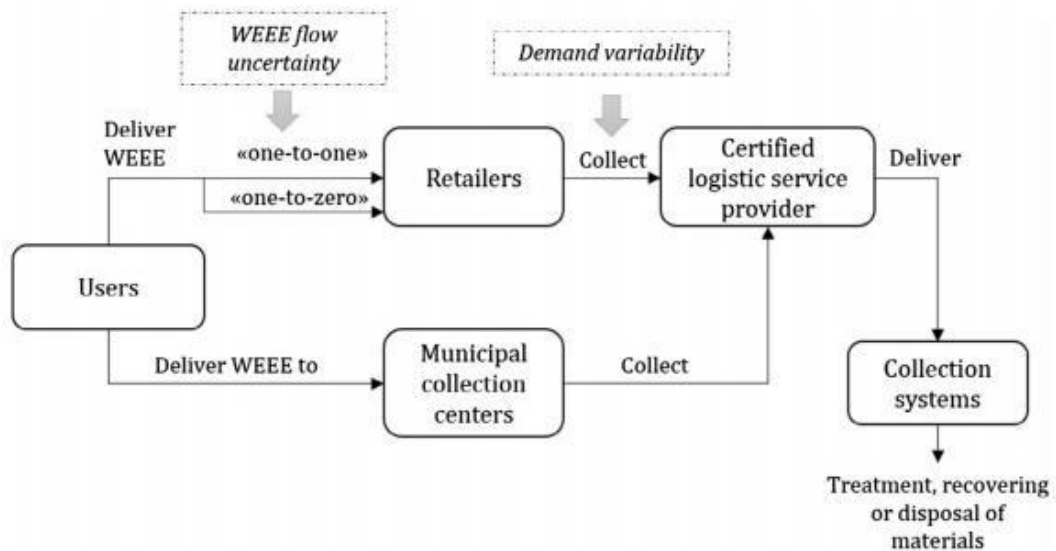 WEEE flow
uncertainty
Demand variability
Deliver
WEEE
«one-to-one»
«one-to-zero»
Retailers
Collect
Certified
logistic service
provider
Deliver
Users
Deliver WEEE to
Municipal
collection
centers
Collect
Collection
systems
Treatment, recovering
or disposal of
materials